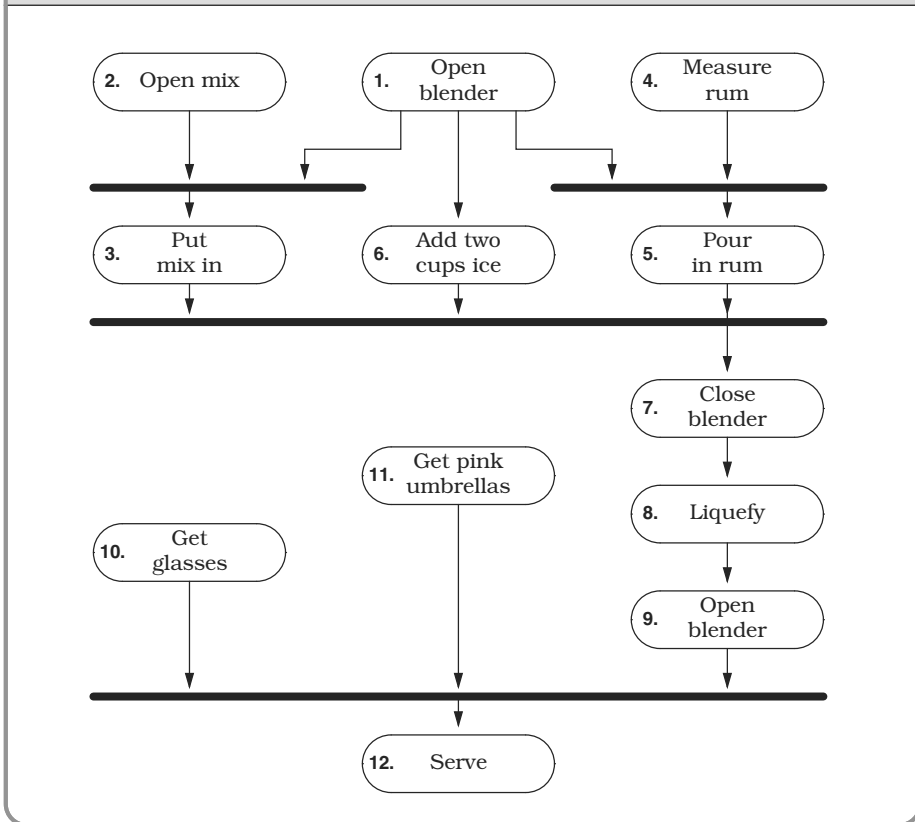 2. Open mix
1. Open
blender
4. Measure
rum
3. Put
mix in
6. Add two
cups ice
5. Pour
in rum
7. Close
blender
11. Get pink
umbrellas
8. Liquefy
10. Get
glasses
9. Open
blender
12. Serve